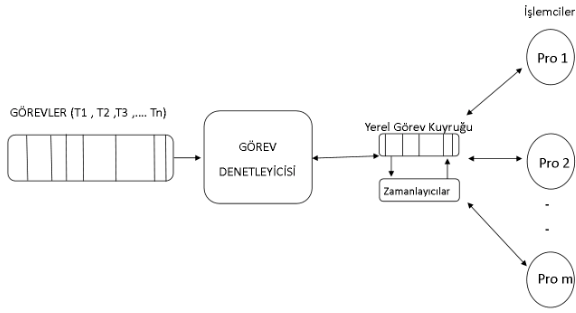 İşlemciler
Pro 1
GÖREVLER (T1 , T2 ,T3 ,.... Tn)
Yerel Görev Kuyruğu
GÖREV
DENETLEYİCİSİ
Pro 2
Zamanlayıcılar
Pro m